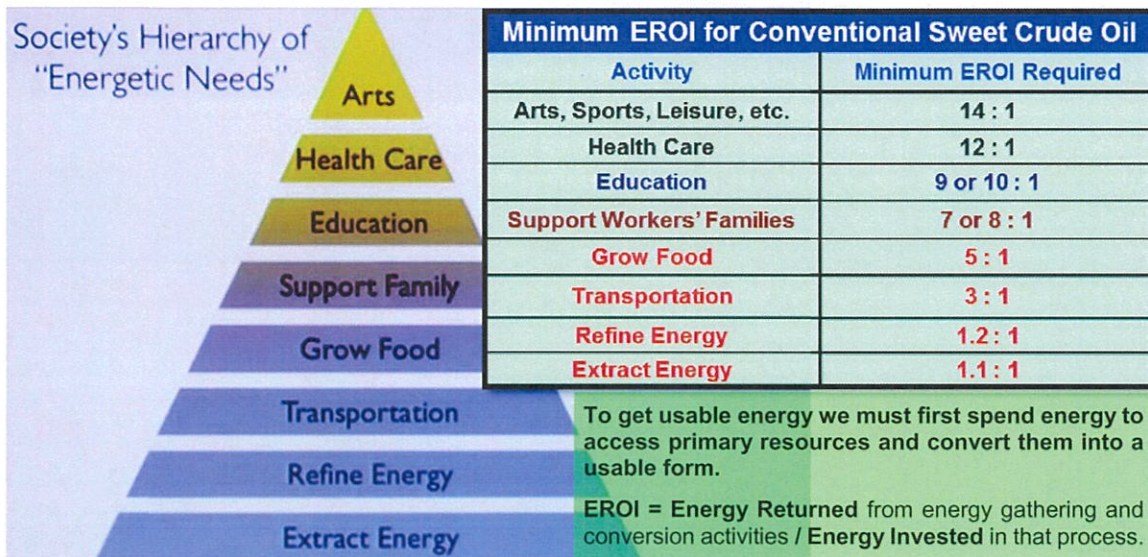 Society's Hierarchy of
"Energetic Needs"
Arts
Health Care
Education
Support Family
Grow Food
Transportation
Refine Energy
Extract Energy
Minimum EROI for Conventional Sweet Crude Oil
Activity Minimum EROI Required
Arts, Sports, Leisure, etc. 14 : 1
Health Care 12 : 1
Education 9 or 10 : 1
Support Workers' Families 7 or 8 : 1
Grow Food 5 : 1
Transportation 3 : 1
Refine Energy 1.2 : 1
Extract Energy 1.1 : 1
To get usable energy we must first spend energy to
access primary resources and convert them into a
usable form.
EROI = Energy Returned from energy gathering and
conversion activities / Energy Invested in that process.